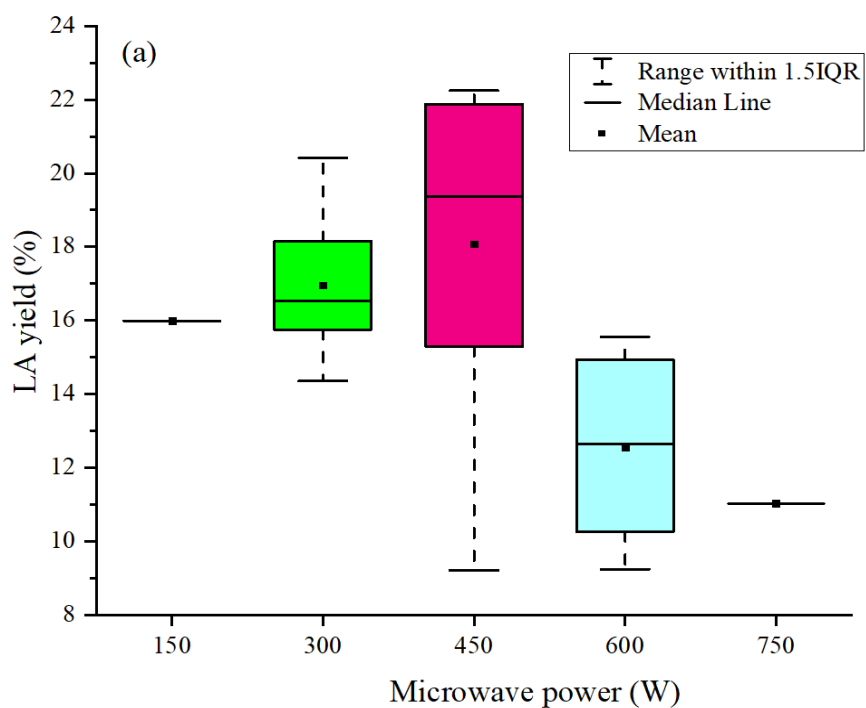 (a)
Range within 1.5IQR
Median Line
Mean
LA yield (%)
24
22
20
18
16
14
12
10
8
150 300 450 600 750
Microwave power (W)